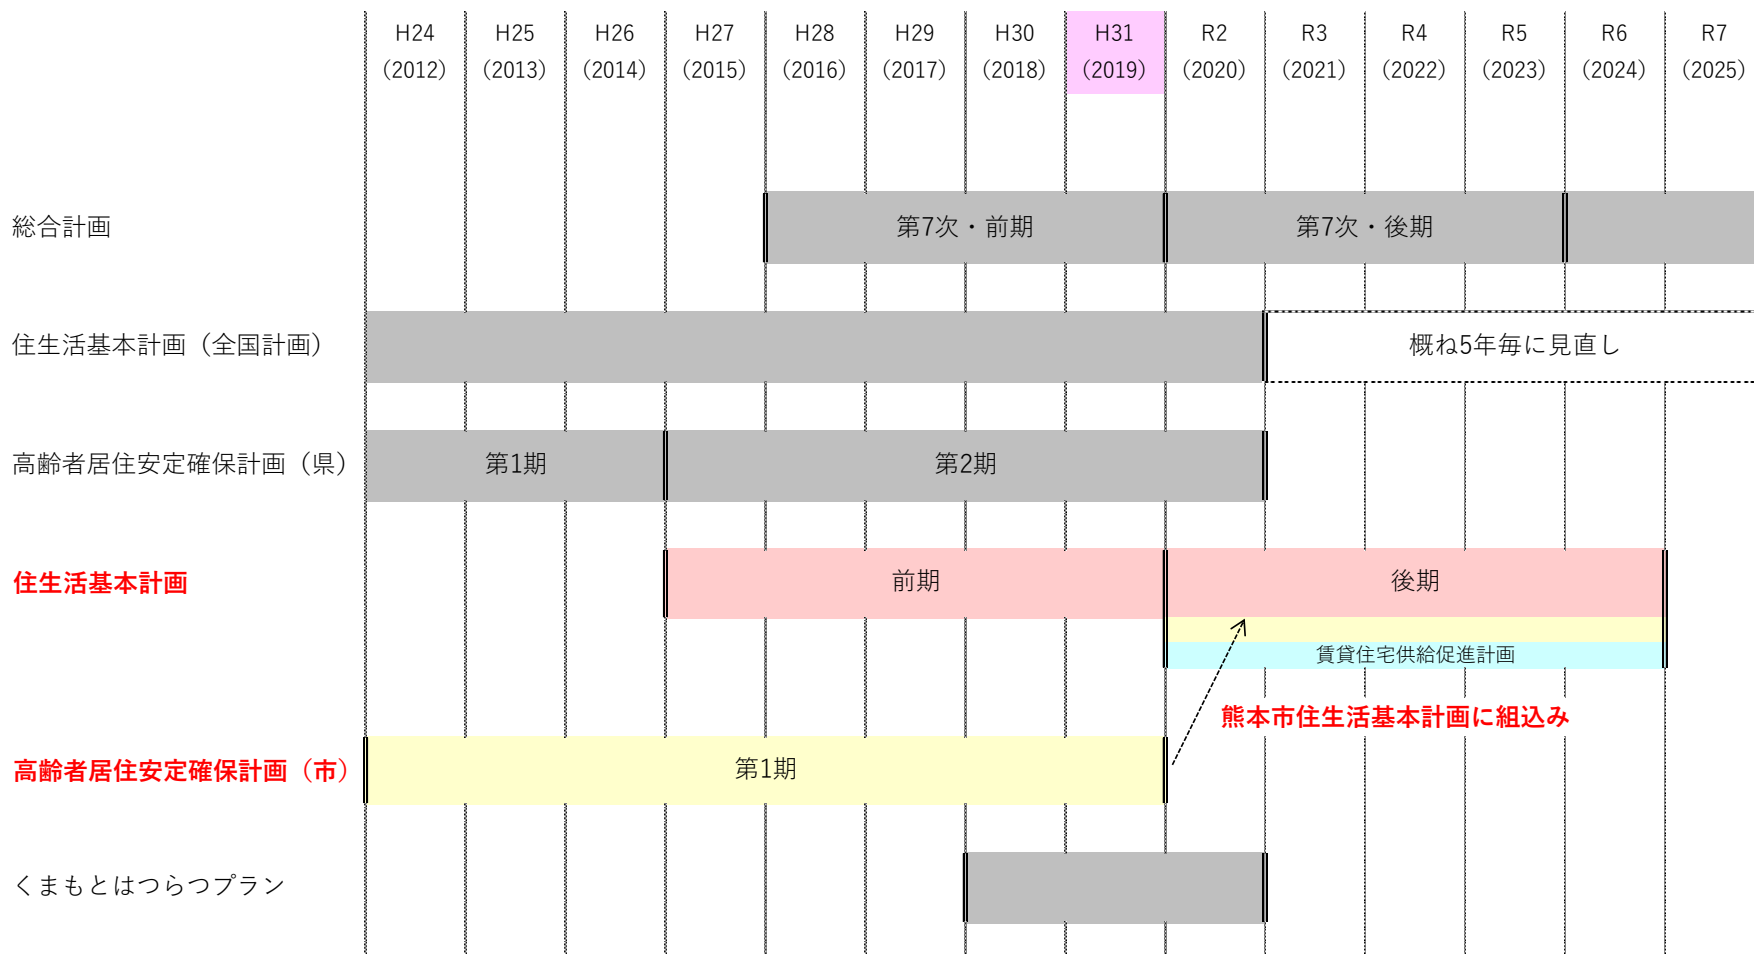 H24 H25 H26 H27 H28 H29 H30 H31 R2 R3 R4 R5 R6 R7
（2012） （2013） （2014） （2015） （2016） （2017） （2018） （2019） （2020） （2021） （2022） （2023） （2024） （2025）
総合計画 第7次・前期 第7次・後期
住生活基本計画（全国計画） 概ね5年毎に見直し
高齢者居住安定確保計画（県） 第1期 第2期
住生活基本計画 前期 後期
賃貸住宅供給促進計画
熊本市住生活基本計画に組込み
高齢者居住安定確保計画（市） 第1期
くまもとはつらつプラン